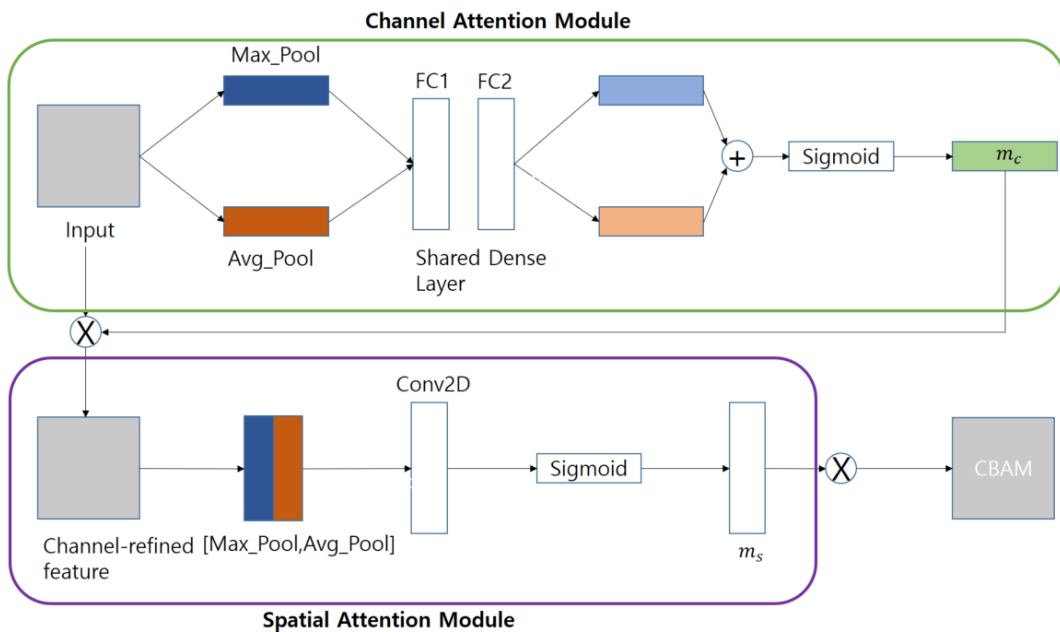 Channel Attention Module
Max_Pool
FC1 FC2
+
Sigmoid
m_c
Input
Avg_Pool
Shared Dense
Layer
X
Conv2D
Sigmoid
X
CBAM
Channel-refined
feature
[Max_Pool,Avg_Pool]
m_s
Spatial Attention Module